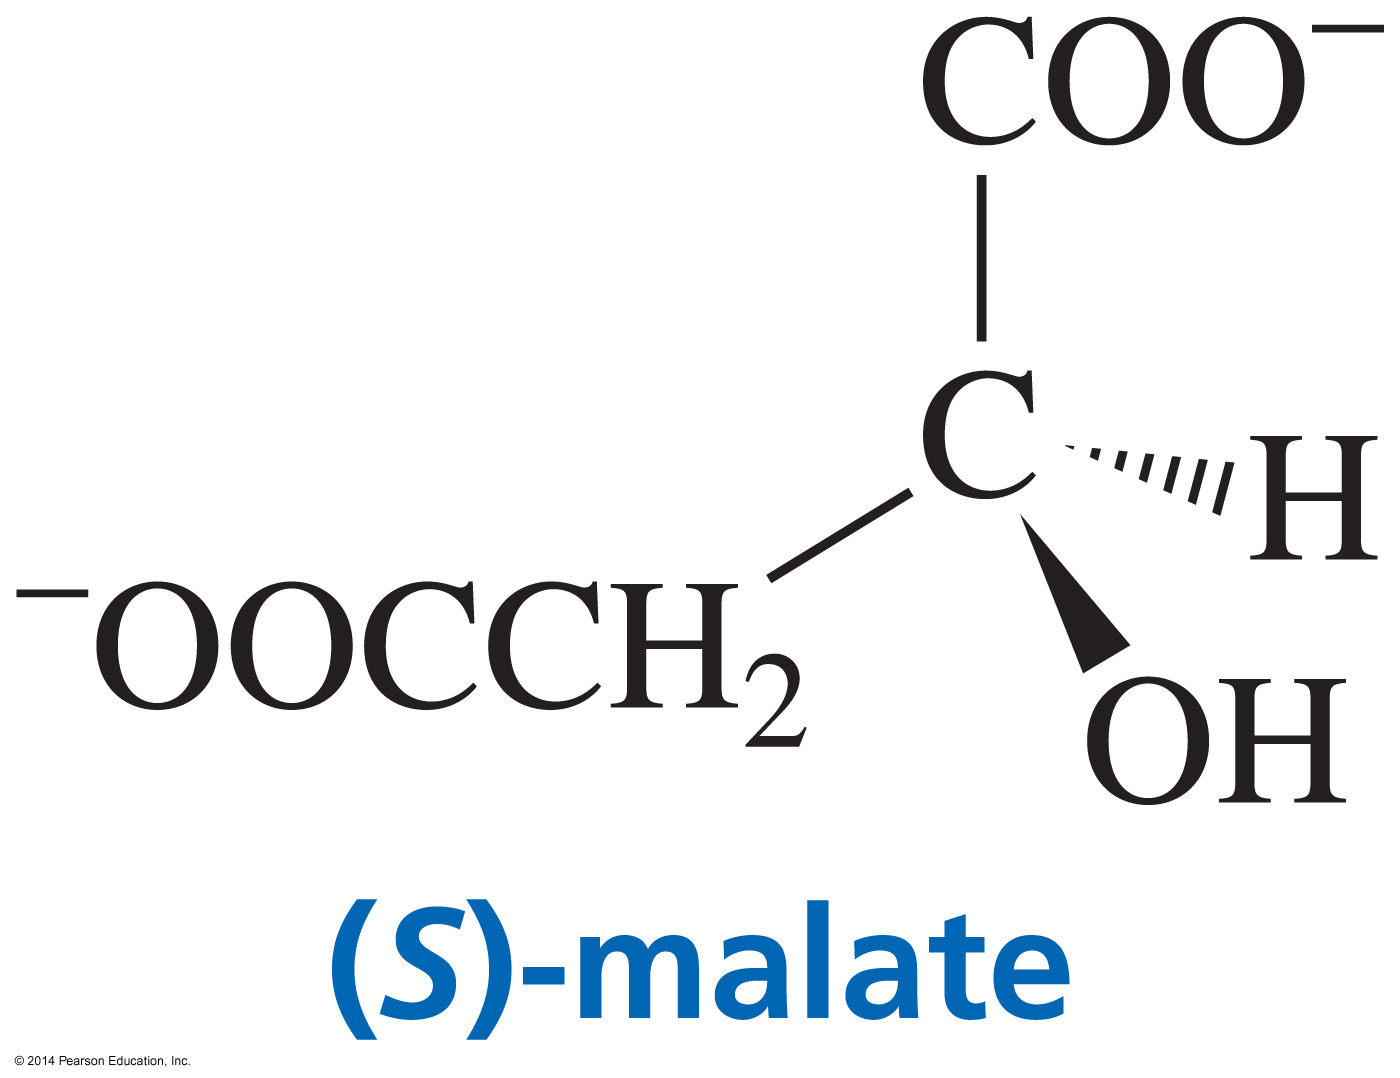 COO⁻
C
H
⁻OOCCH₂
OH
(S)-malate
© 2014 Pearson Education, Inc.